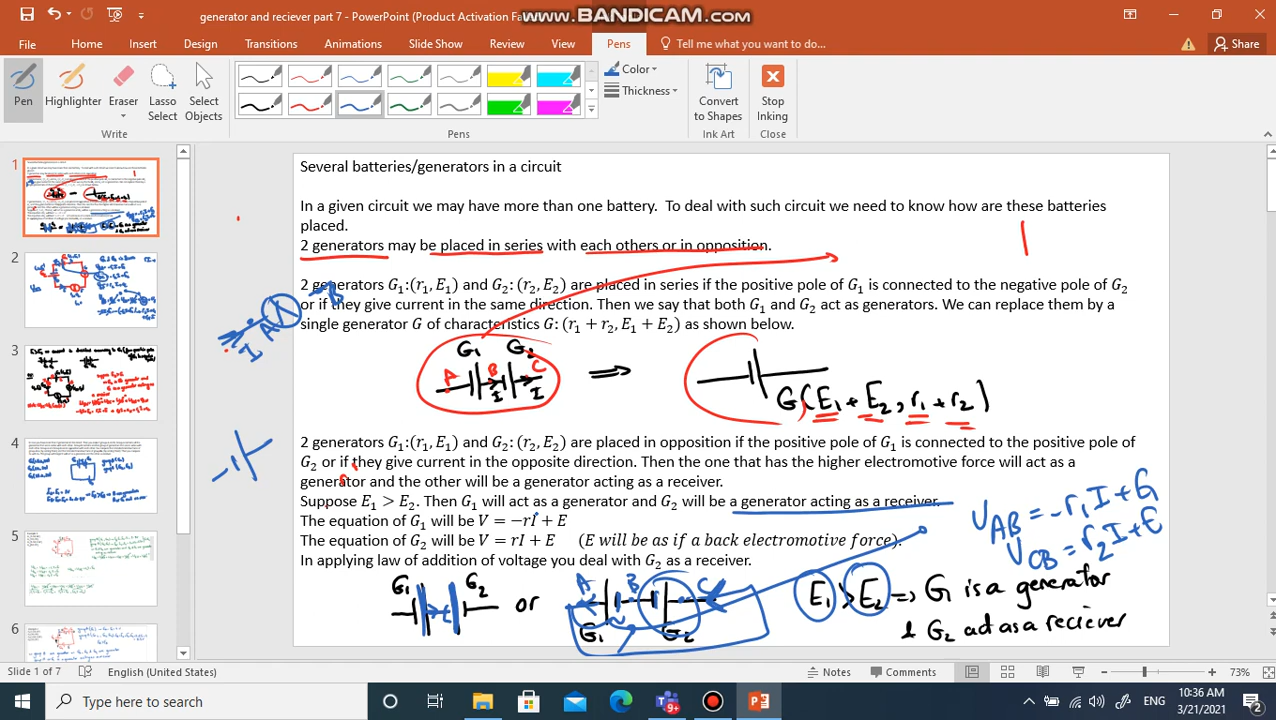 generator and reciever part 7 - PowerPoint (Product Activation Fa
www.BANDICAM.com
File Home Insert Design Transitions Animations Slide Show Review View Pens Tell me what you want to do... Share
Pen Highlighter Eraser Lasso Select Select Objects
Color
Thickness
Convert to Shapes
Stop Inking
Write Pens Ink Art Close
1
2
3
4
5
6
Several batteries/generators in a circuit
In a given circuit we may have more than one battery. To deal with such circuit we need to know how are these batteries
placed.
2 generators may be placed in series with each others or in opposition.
2 generators G₁:(r₁, E₁) and G₂:(r₂, E₂) are placed in series if the positive pole of G₁ is connected to the negative pole of G₂
or if they give current in the same direction. Then we say that both G₁ and G₂ act as generators. We can replace them by a
single generator G of characteristics G: (r₁ + r₂, E₁ + E₂) as shown below.
I A B
G₁ G₂
A B C
I I
G(E₁ + E₂, r₁ + r₂)
2 generators G₁:(r₁, E₁) and G₂:(r₂, E₂) are placed in opposition if the positive pole of G₁ is connected to the positive pole of
G₂ or if they give current in the opposite direction. Then the one that has the higher electromotive force will act as a
generator and the other will be a generator acting as a receiver.
Suppose E₁ > E₂. Then G₁ will act as a generator and G₂ will be a generator acting as a receiver.
The equation of G₁ will be V = −rI + E
The equation of G₂ will be V = rI + E (E will be as if a back electromotive force).
In applying law of addition of voltage you deal with G₂ as a receiver.
U_AB = -r₁I + G
U_CB = r₂I + E
G₁ G₂ or A B C
G₁ G₂
E₁ > E₂ => G₁ is a generator
& G₂ act as a reciever
Slide 1 of 7 English (United States) Notes Comments 73%
Type here to search
9+
ENG
10:36 AM
3/21/2021
2